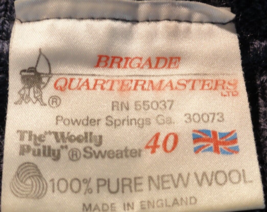 BRIGADE
QUARTERMASTERS LTD
®
RN 55037
Powder Springs Ga. 30073
The "Woolly Pully"® Sweater 40
100% PURE NEW WOOL
MADE IN ENGLAND